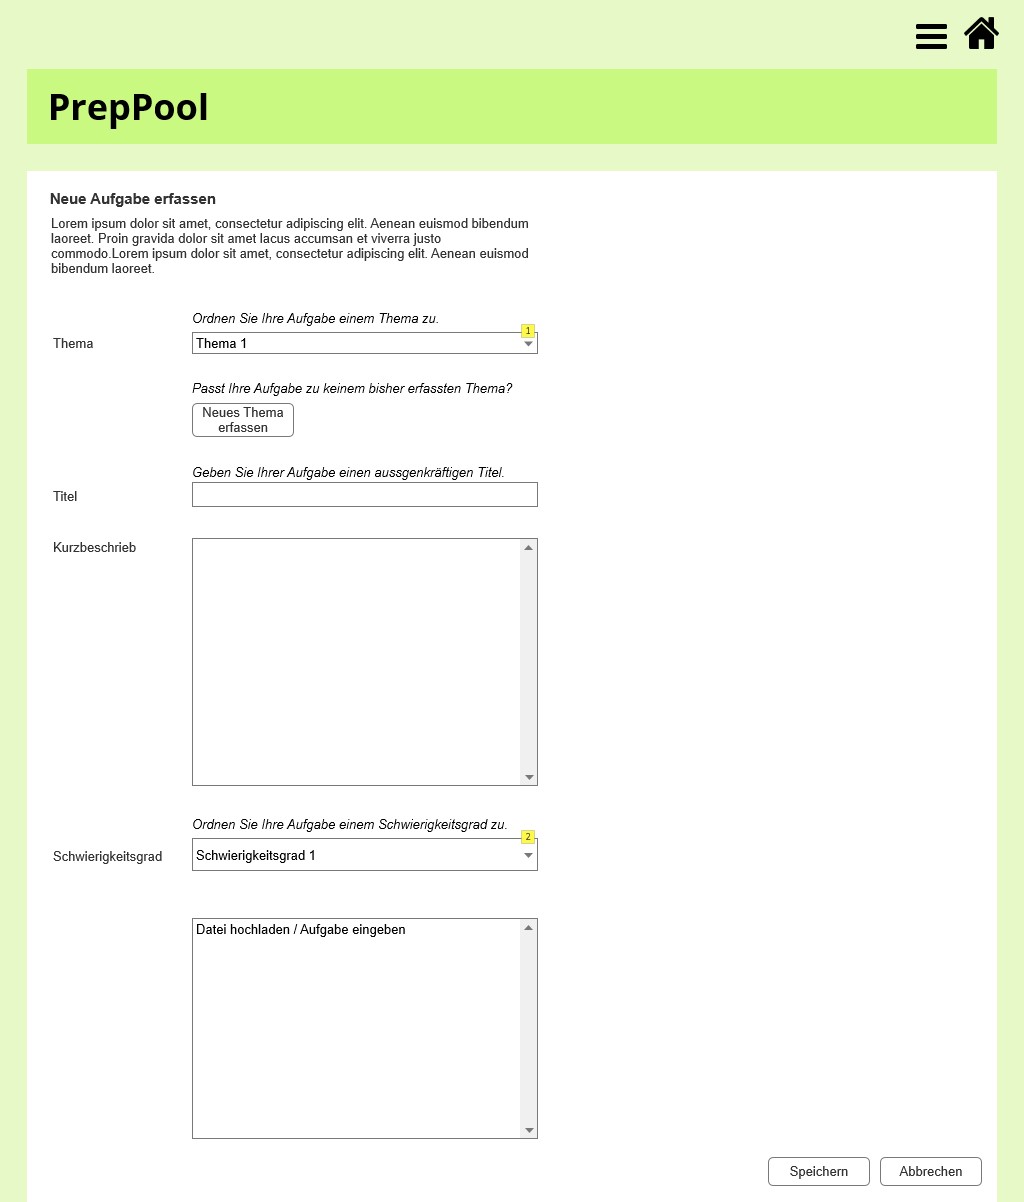 PrepPool
Neue Aufgabe erfassen
Lorem ipsum dolor sit amet, consectetur adipiscing elit. Aenean euismod bibendum
laoreet. Proin gravida dolor sit amet lacus accumsan et viverra justo
commodo.Lorem ipsum dolor sit amet, consectetur adipiscing elit. Aenean euismod
bibendum laoreet.
Ordnen Sie Ihre Aufgabe einem Thema zu.
1
Thema
Thema 1
Passt Ihre Aufgabe zu keinem bisher erfassten Thema?
Neues Thema
erfassen
Geben Sie Ihrer Aufgabe einen aussgenkräftigen Titel.
Titel
Kurzbeschrieb
Ordnen Sie Ihre Aufgabe einem Schwierigkeitsgrad zu.
2
Schwierigkeitsgrad
Schwierigkeitsgrad 1
Datei hochladen / Aufgabe eingeben
Speichern
Abbrechen